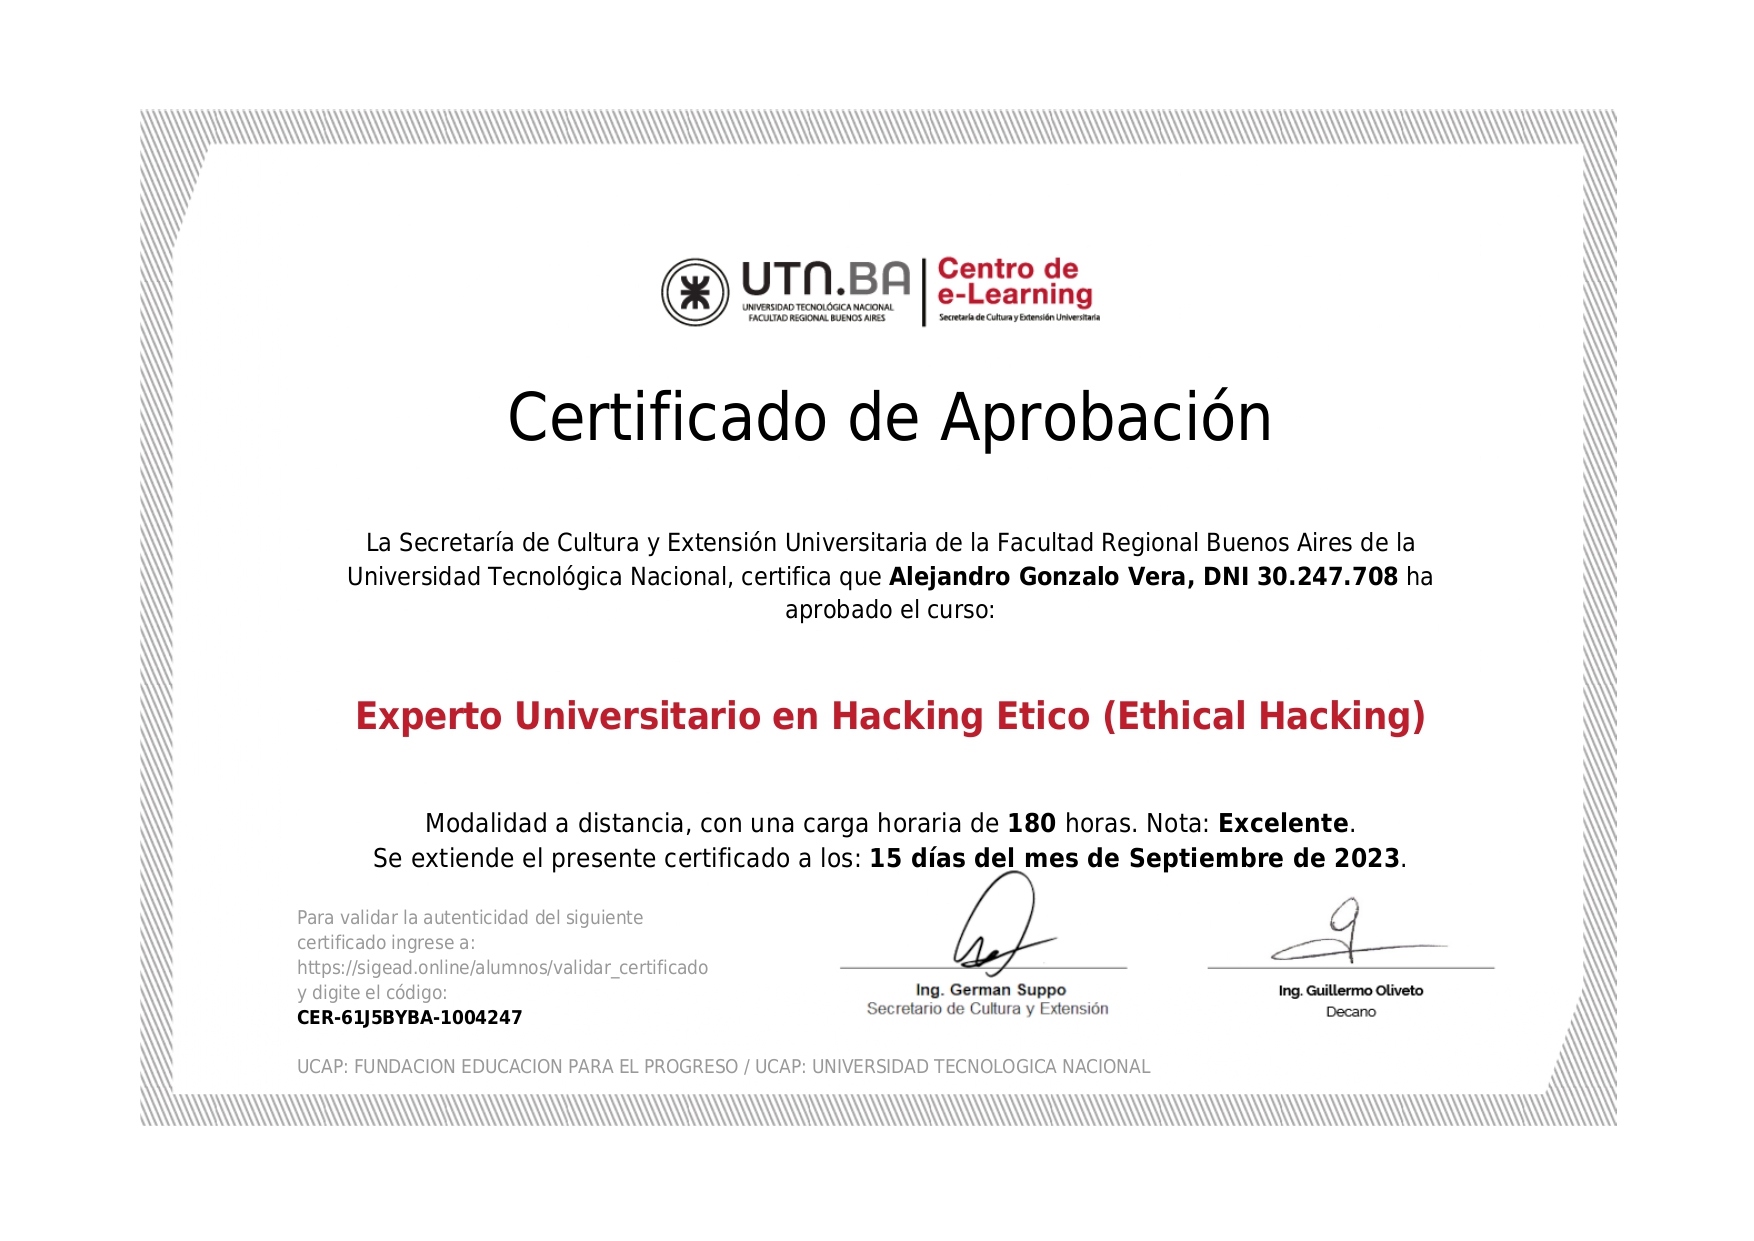 UTN.BA
UNIVERSIDAD TECNOLÓGICA NACIONAL
FACULTAD REGIONAL BUENOS AIRES
Centro de
e-Learning
Secretaría de Cultura y Extensión Universitaria
Certificado de Aprobación
La Secretaría de Cultura y Extensión Universitaria de la Facultad Regional Buenos Aires de la
Universidad Tecnológica Nacional, certifica que Alejandro Gonzalo Vera, DNI 30.247.708 ha
aprobado el curso:
Experto Universitario en Hacking Etico (Ethical Hacking)
Modalidad a distancia, con una carga horaria de 180 horas. Nota: Excelente.
Se extiende el presente certificado a los: 15 días del mes de Septiembre de 2023.
Para validar la autenticidad del siguiente
certificado ingrese a:
https://sigead.online/alumnos/validar_certificado
y digite el código:
CER-61J5BYBA-1004247
Ing. German Suppo
Secretario de Cultura y Extensión
Ing. Guillermo Oliveto
Decano
UCAP: FUNDACION EDUCACION PARA EL PROGRESO / UCAP: UNIVERSIDAD TECNOLOGICA NACIONAL